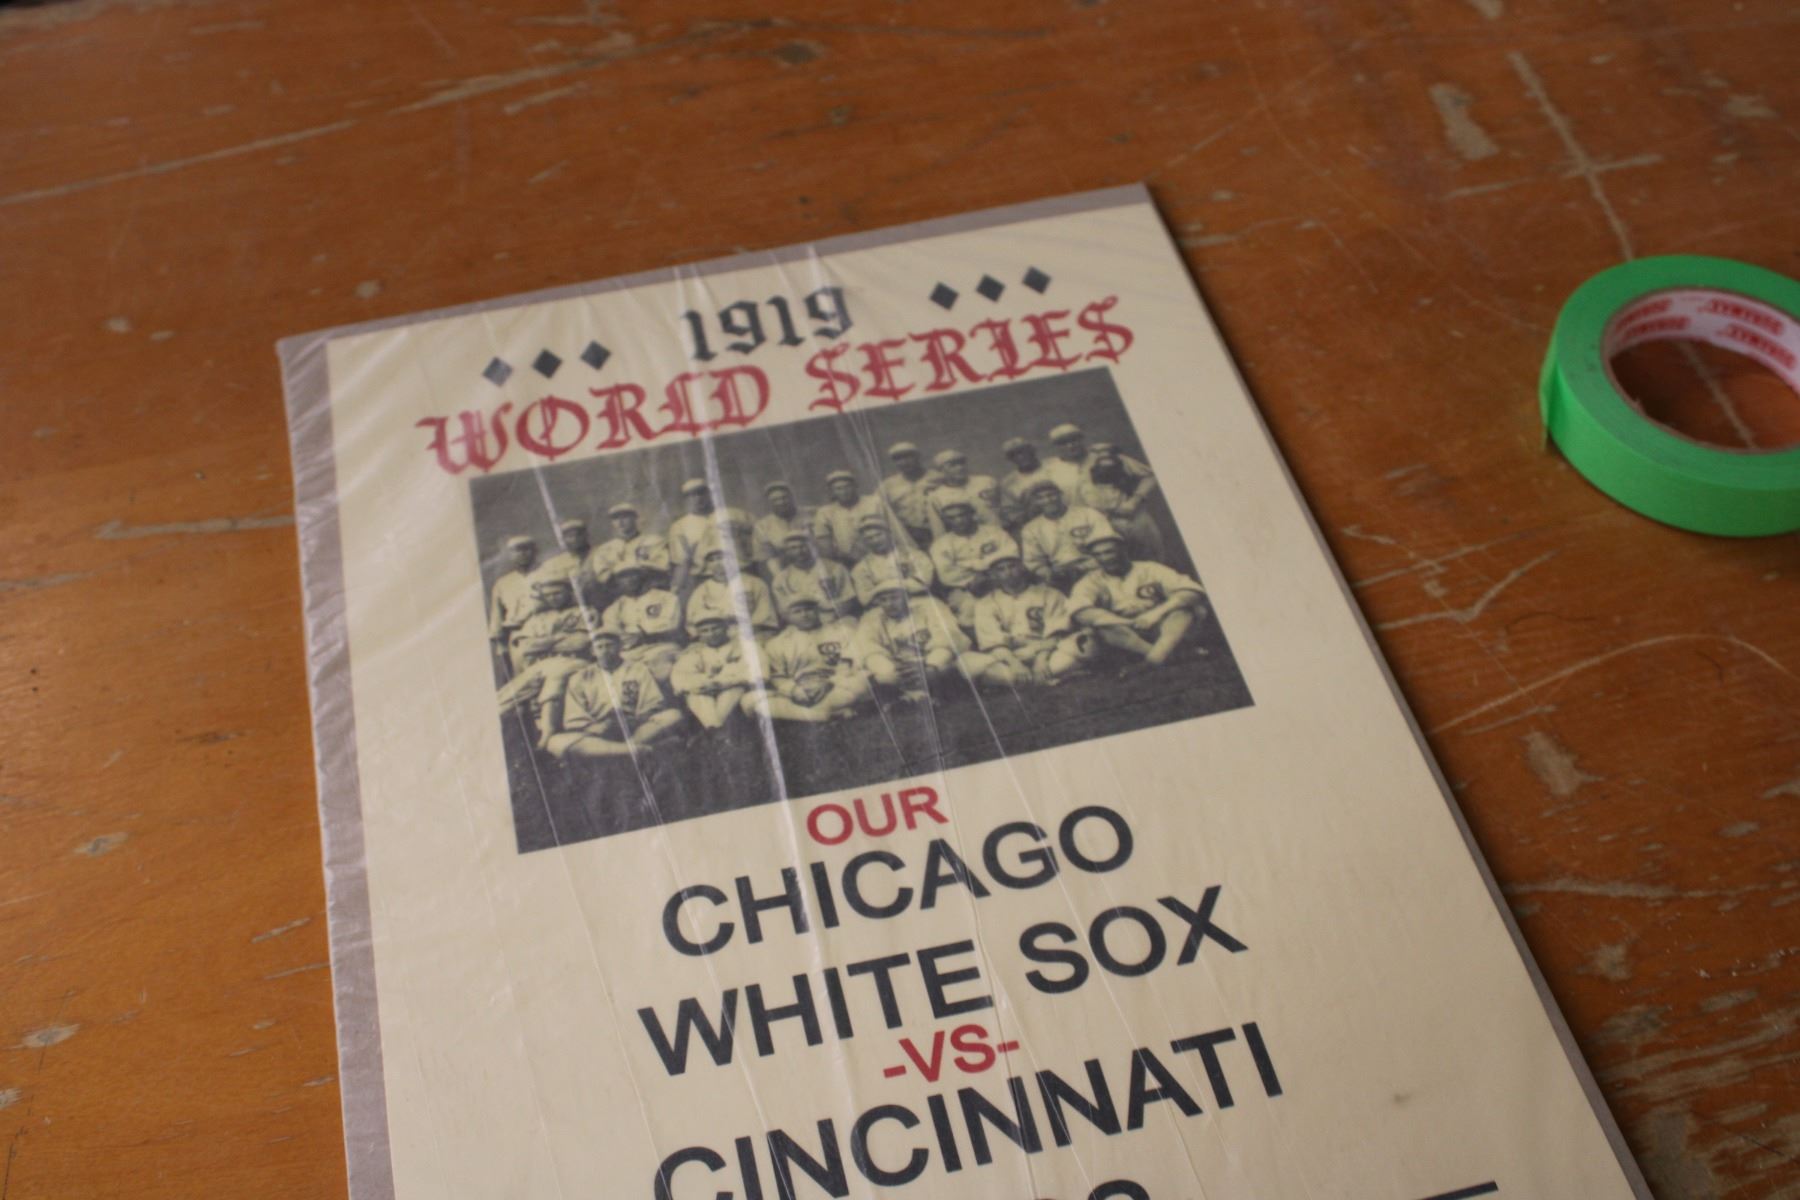 1919
WORLD SERIES
OUR
CHICAGO
WHITE SOX
-VS-
CINCINNATI